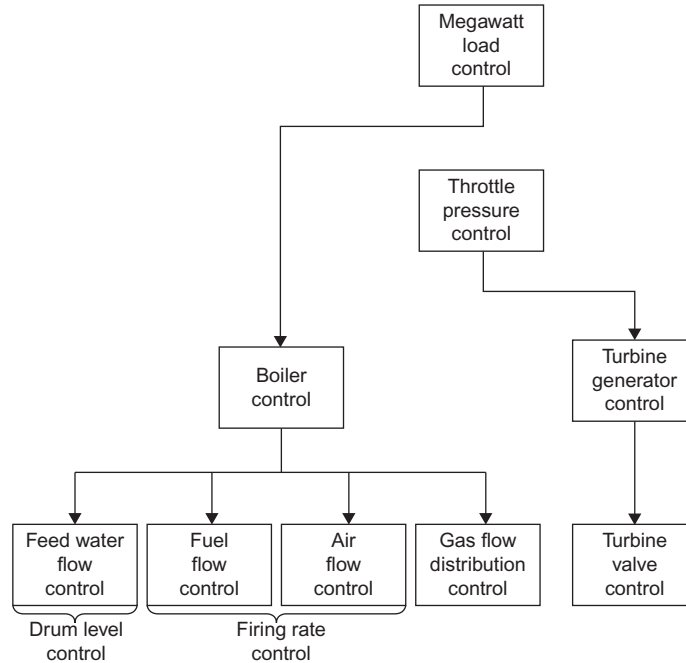 Megawatt
load
control
Throttle
pressure
control
Boiler
control
Turbine
generator
control
Feed water
flow
control
Fuel
flow
control
Air
flow
control
Gas flow
distribution
control
Turbine
valve
control
Drum level
control
Firing rate
control